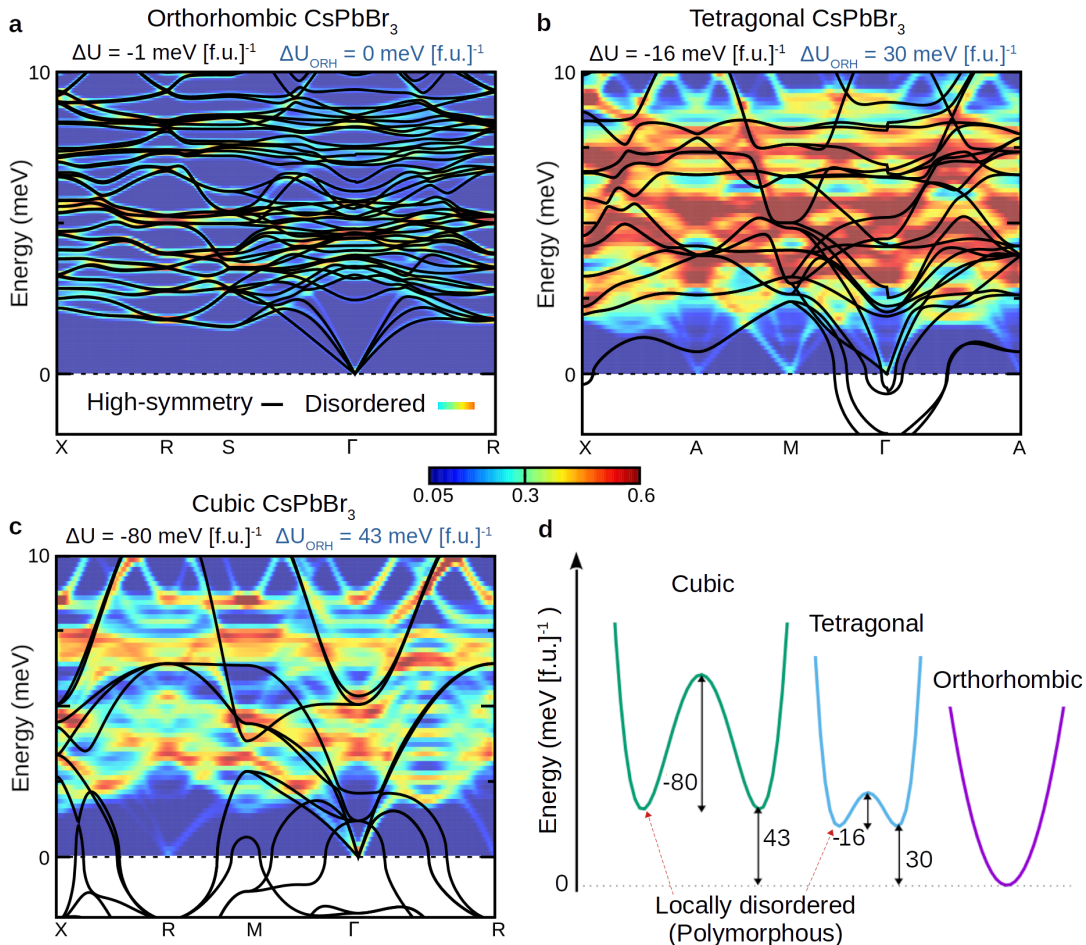 a
Orthorhombic CsPbBr3
ΔU = -1 meV [f.u.]-1 ΔUORH = 0 meV [f.u.]-1
10
Energy (meV)
0
High-symmetry Disordered
X R S Γ R
b
Tetragonal CsPbBr3
ΔU = -16 meV [f.u.]-1 ΔUORH = 30 meV [f.u.]-1
10
Energy (meV)
0
X A M Γ A
0.05 0.3 0.6
c
Cubic CsPbBr3
ΔU = -80 meV [f.u.]-1 ΔUORH = 43 meV [f.u.]-1
10
Energy (meV)
0
X R M Γ R
d
Energy (meV [f.u.]-1 )
Cubic
Tetragonal
Orthorhombic
-80
43
-16
30
0
Locally disordered
(Polymorphous)